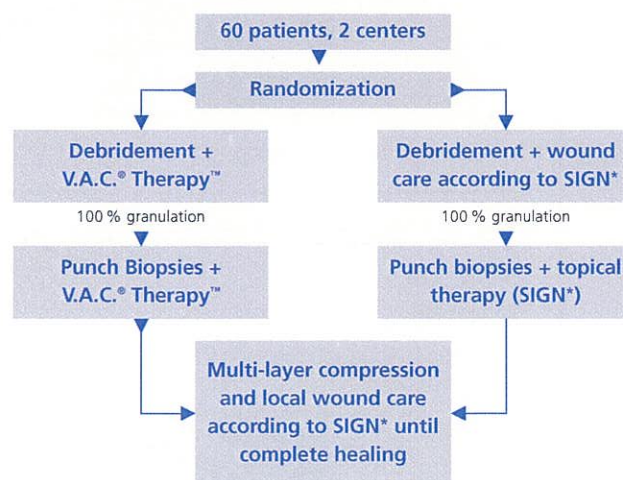 60 patients, 2 centers
Randomization
Debridement +
V.A.C.® Therapy™
Debridement + wound
care according to SIGN*
100 % granulation
100 % granulation
Punch Biopsies +
V.A.C.® Therapy™
Punch biopsies + topical
therapy (SIGN*)
Multi-layer compression
and local wound care
according to SIGN* until
complete healing